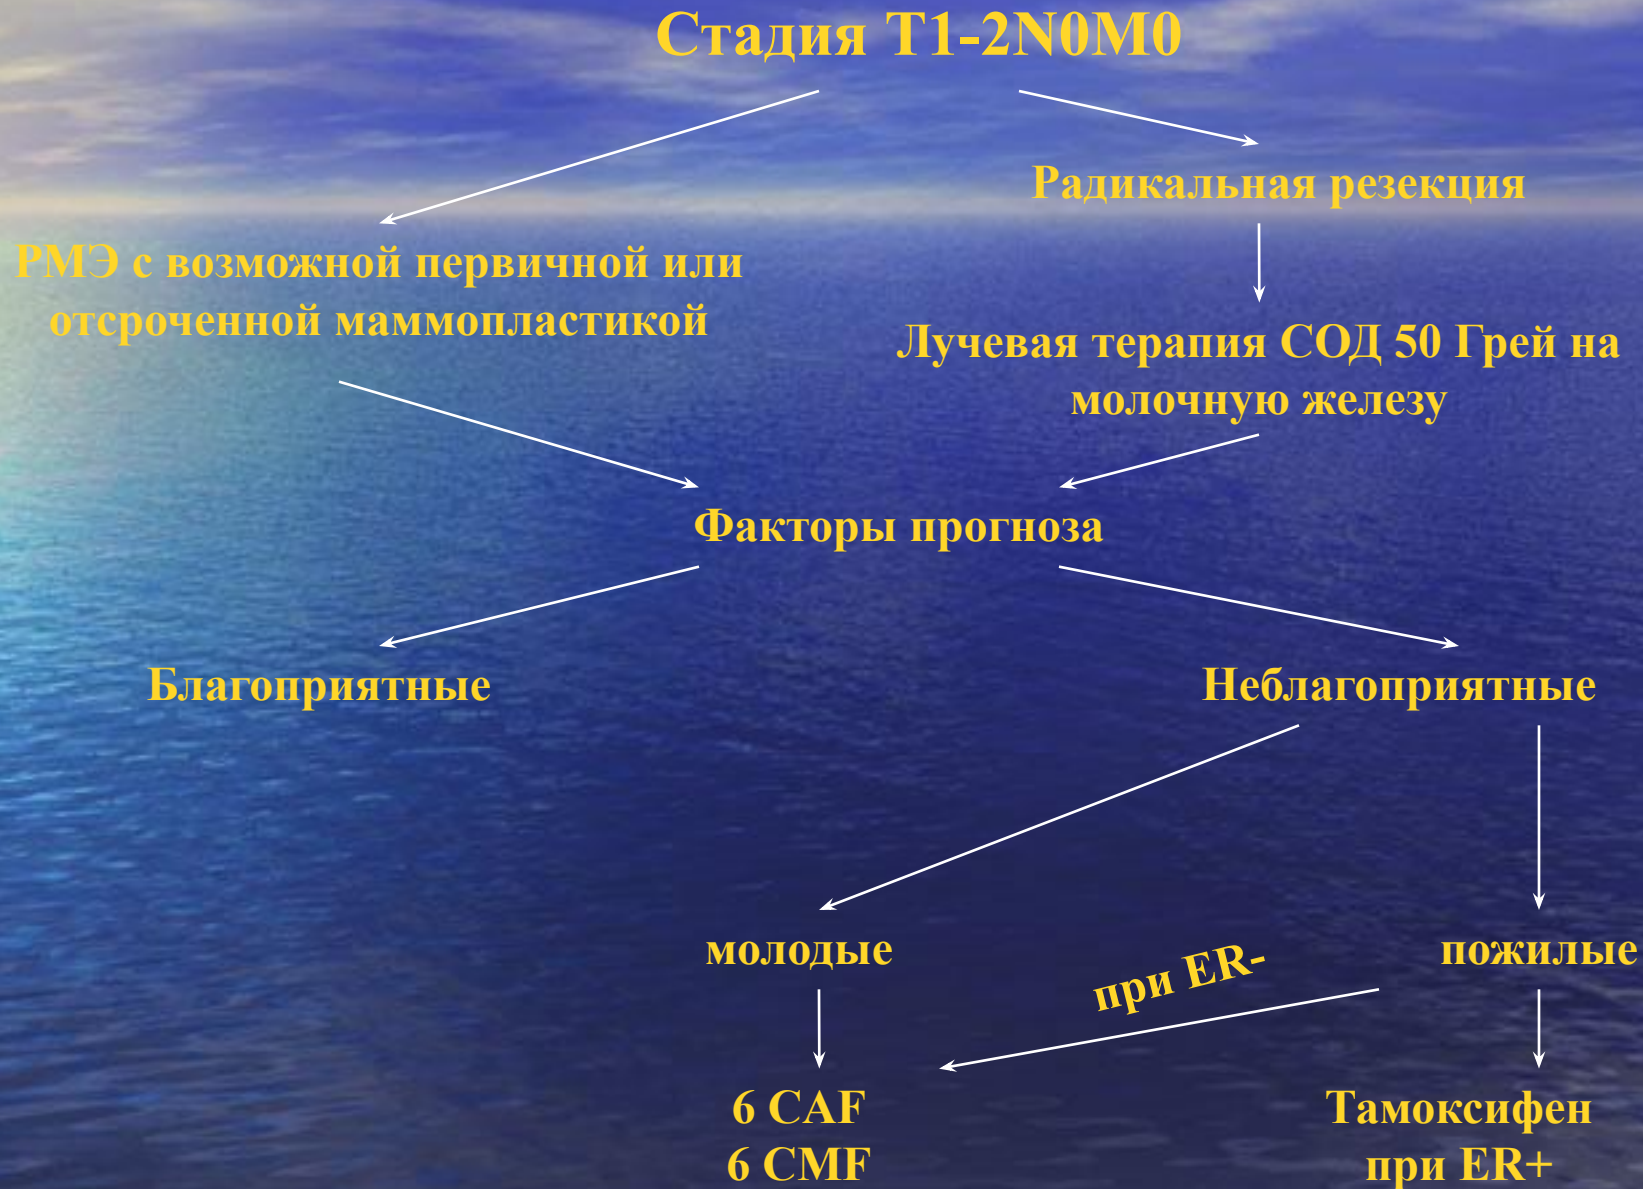 Стадия T1-2N0M0
Радикальная резекция
РМЭ с возможной первичной или
отсроченной маммопластикой
Лучевая терапия СОД 50 Грей на
молочную железу
Факторы прогноза
Благоприятные
Неблагоприятные
молодые
при ER-
пожилые
6 CAF
6 CMF
Тамоксифен
при ER+